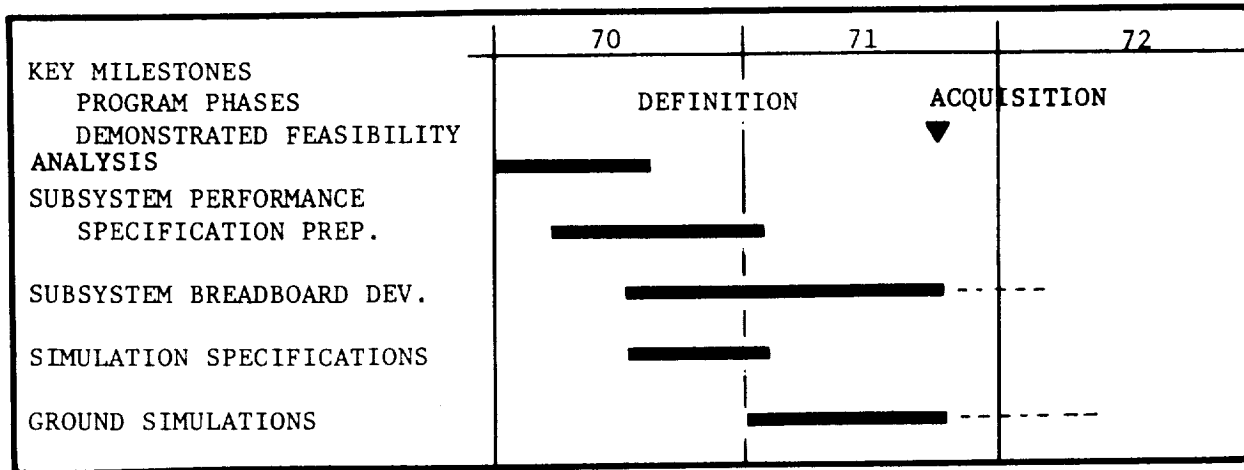 70 71 72
KEY MILESTONES
PROGRAM PHASES DEFINITION ACQUISITION
DEMONSTRATED FEASIBILITY
ANALYSIS
SUBSYSTEM PERFORMANCE
SPECIFICATION PREP.
SUBSYSTEM BREADBOARD DEV.
SIMULATION SPECIFICATIONS
GROUND SIMULATIONS